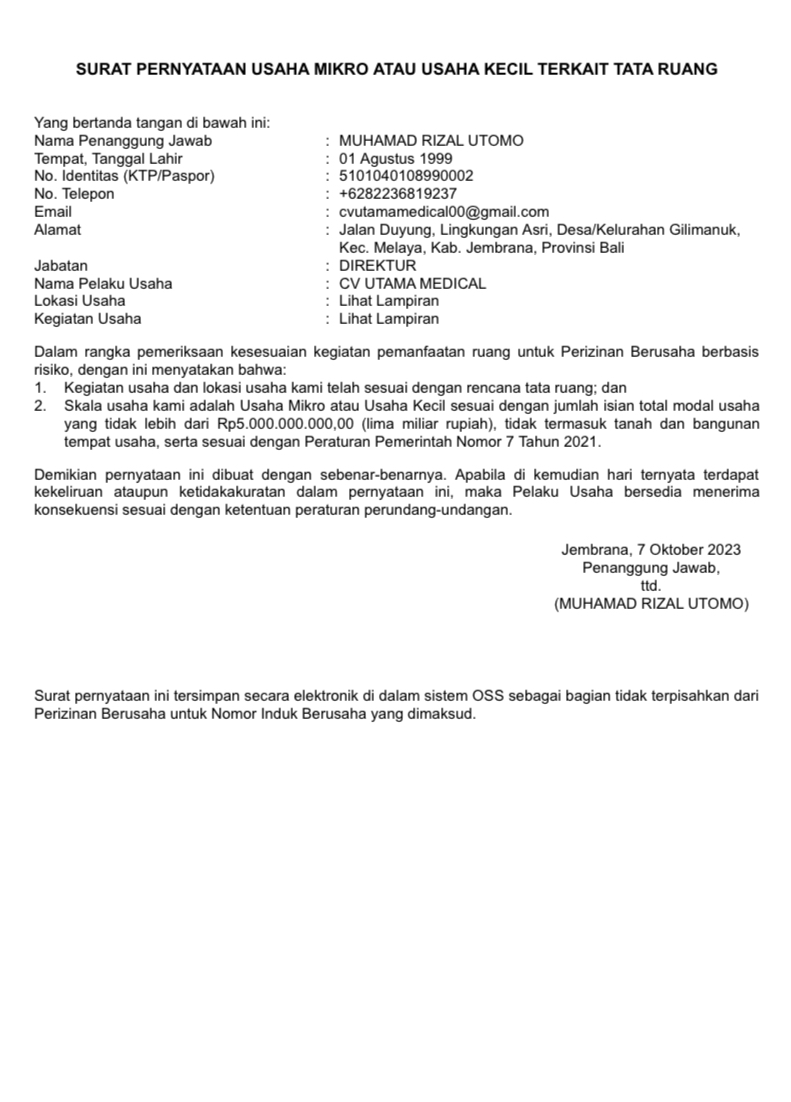 SURAT PERNYATAAN USAHA MIKRO ATAU USAHA KECIL TERKAIT TATA RUANG
Yang bertanda tangan di bawah ini:
Nama Penanggung Jawab : MUHAMAD RIZAL UTOMO
Tempat, Tanggal Lahir : 01 Agustus 1999
No. Identitas (KTP/Paspor) : 5101040108990002
No. Telepon : +6282236819237
Email : cvutamamedical00@gmail.com
Alamat : Jalan Duyung, Lingkungan Asri, Desa/Kelurahan Gilimanuk,
Kec. Melaya, Kab. Jembrana, Provinsi Bali
Jabatan : DIREKTUR
Nama Pelaku Usaha : CV UTAMA MEDICAL
Lokasi Usaha : Lihat Lampiran
Kegiatan Usaha : Lihat Lampiran
Dalam rangka pemeriksaan kesesuaian kegiatan pemanfaatan ruang untuk Perizinan Berusaha berbasis
risiko, dengan ini menyatakan bahwa:
1. Kegiatan usaha dan lokasi usaha kami telah sesuai dengan rencana tata ruang; dan
2. Skala usaha kami adalah Usaha Mikro atau Usaha Kecil sesuai dengan jumlah isian total modal usaha
yang tidak lebih dari Rp5.000.000.000,00 (lima miliar rupiah), tidak termasuk tanah dan bangunan
tempat usaha, serta sesuai dengan Peraturan Pemerintah Nomor 7 Tahun 2021.
Demikian pernyataan ini dibuat dengan sebenar-benarnya. Apabila di kemudian hari ternyata terdapat
kekeliruan ataupun ketidakakuratan dalam pernyataan ini, maka Pelaku Usaha bersedia menerima
konsekuensi sesuai dengan ketentuan peraturan perundang-undangan.
Jembrana, 7 Oktober 2023
Penanggung Jawab,
ttd.
(MUHAMAD RIZAL UTOMO)
Surat pernyataan ini tersimpan secara elektronik di dalam sistem OSS sebagai bagian tidak terpisahkan dari
Perizinan Berusaha untuk Nomor Induk Berusaha yang dimaksud.